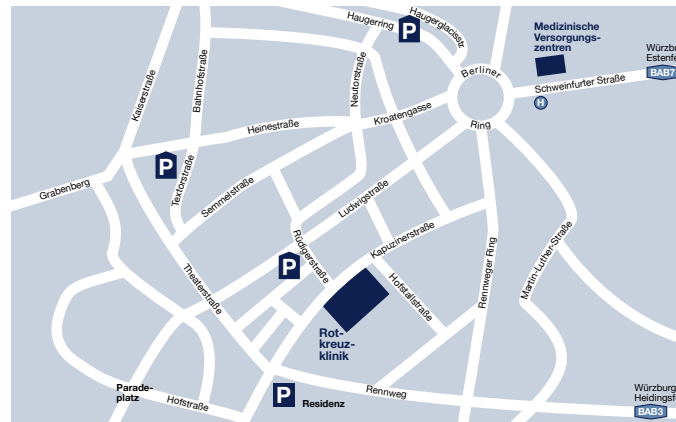 Haugerring
P
Haugerglacisstr.
Medizinische
Versorgungs-
zentren
Berliner
Ring
Schweinfurter Straße
H
BAB7
Kaiserstraße
Bahnhofstraße
Neutorstraße
Kroatengasse
Heinestraße
P
Textorstraße
Grabenberg
Semmelstraße
Ludwigstraße
Rüdigerstraße
Kapuzinerstraße
P
Theaterstraße
Hofstallstraße
Rennweger Ring
Martin-Luther-Straße
Rot-
kreuz-
klinik
Parade-
platz
Hofstraße
P
Residenz
Rennweg
Würzburg
BAB3